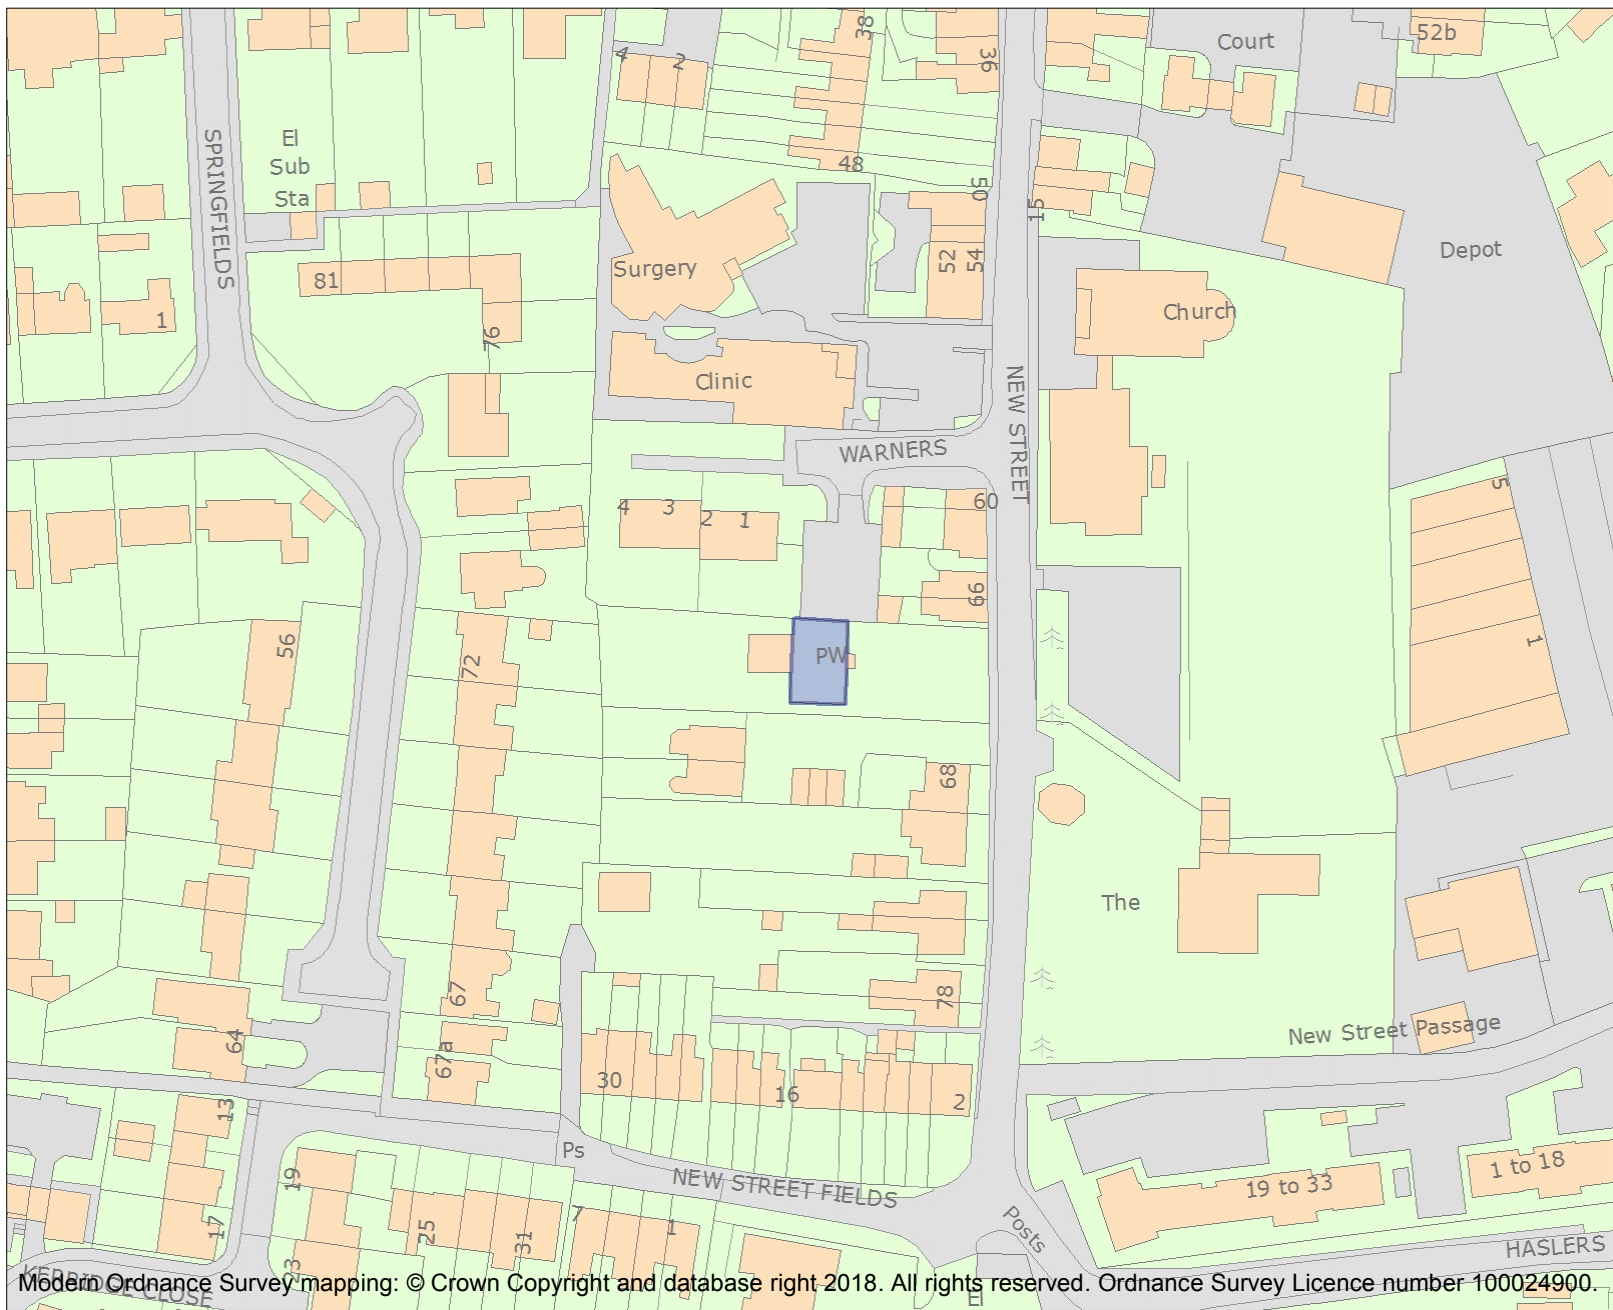 38
36
Court
52b
4
2
El
Sub
Sta
SPRINGFIELDS
48
50
15
Surgery
52
54
Depot
81
76
1
Church
Clinic
NEW STREET
WARNERS
60
5
4
3
2
1
66
56
72
PW
1
68
The
67
78
64
67a
New Street Passage
30
16
2
13
Ps
19
NEW STREET FIELDS
1 to 18
19 to 33
17
25
31
7
1
Posts
23
HASLERS
KERRIDGE CLOSE
Modern Ordnance Survey mapping: © Crown Copyright and database right 2018. All rights reserved. Ordnance Survey Licence number 100024900.
El